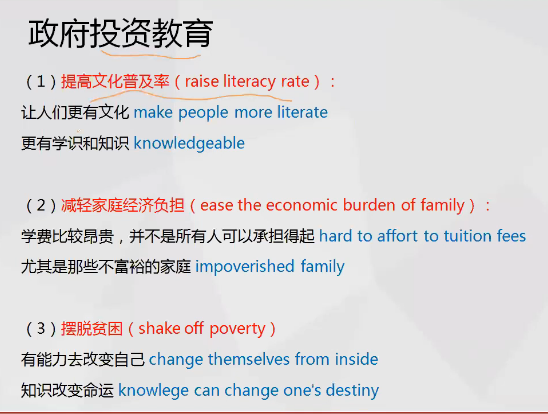 政府投资教育
（1）提高文化普及率（raise literacy rate）：
让人们更有文化 make people more literate
更有学识和知识 knowledgeable
（2）减轻家庭经济负担（ease the economic burden of family）：
学费比较昂贵，并不是所有人可以承担得起 hard to affort to tuition fees
尤其是那些不富裕的家庭 impoverished family
（3）摆脱贫困（shake off poverty）
有能力去改变自己 change themselves from inside
知识改变命运 knowlege can change one's destiny